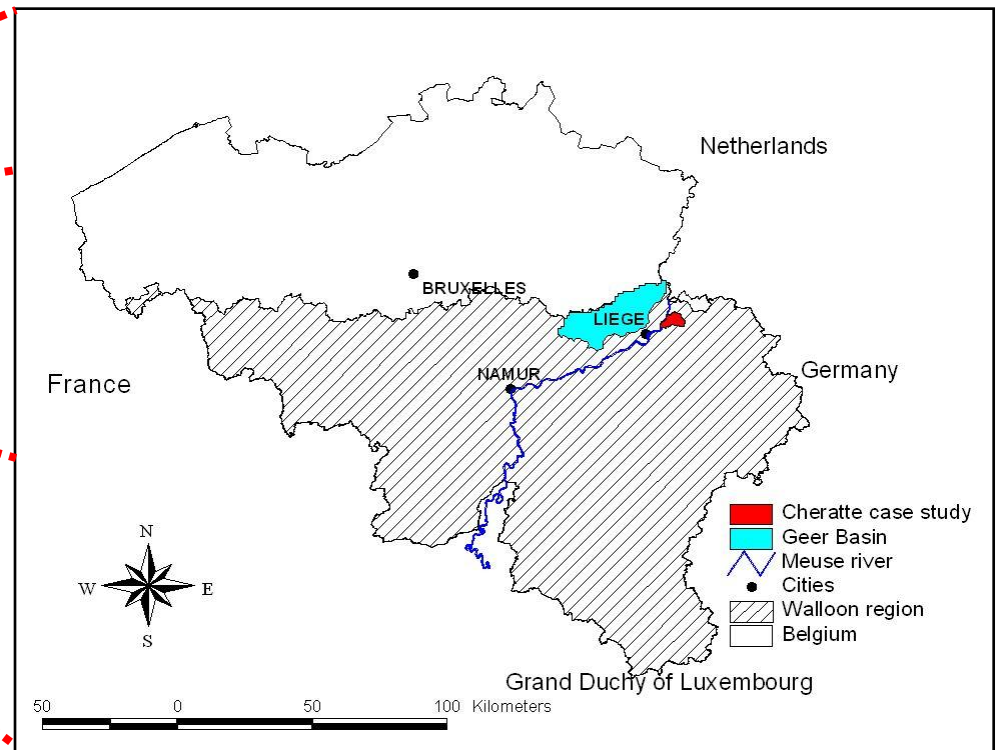 Netherlands
BRUXELLES
LIEGE
NAMUR
France
Germany
Cheratte case study
Geer Basin
Meuse river
Cities
Walloon region
Belgium
N
W E
S
Grand Duchy of Luxembourg
50 0 50 100 Kilometers